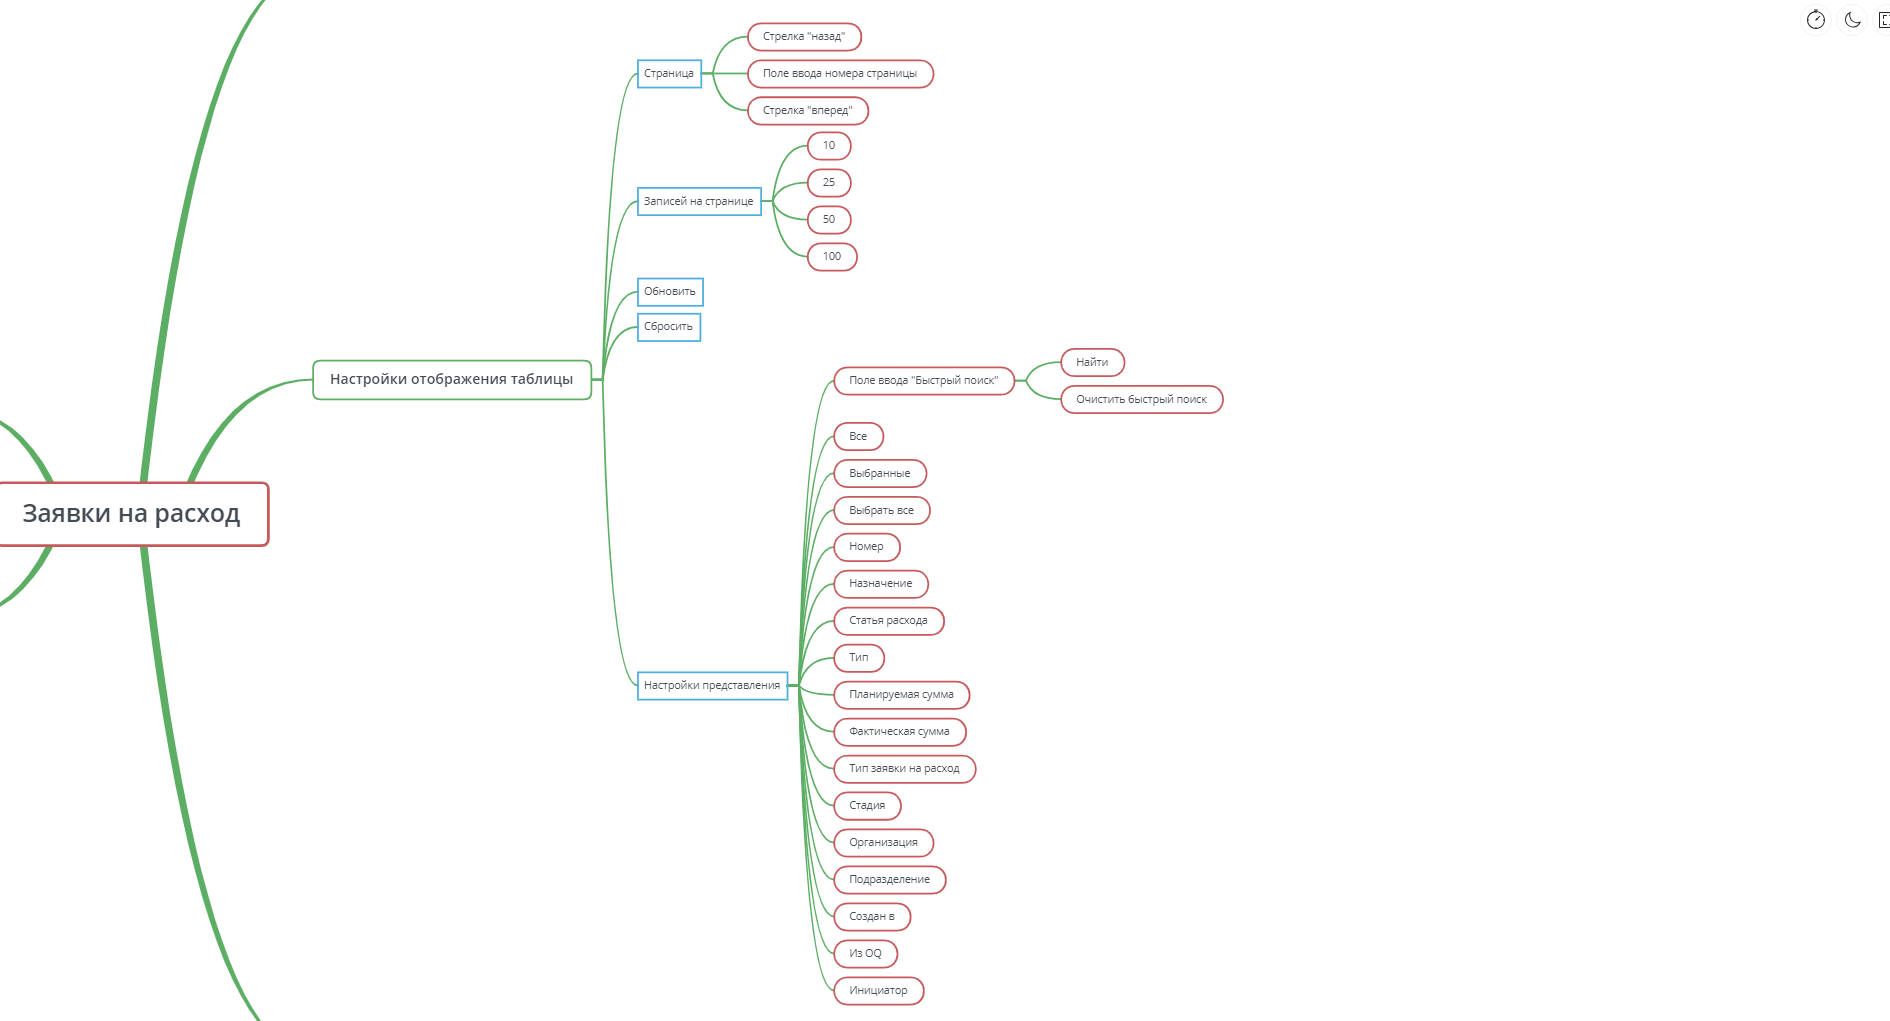 Заявки на расход
Настройки отображения таблицы
Страница
Стрелка "назад"
Поле ввода номера страницы
Стрелка "вперед"
Записей на странице
10
25
50
100
Обновить
Сбросить
Настройки представления
Поле ввода "Быстрый поиск"
Найти
Очистить быстрый поиск
Все
Выбранные
Выбрать все
Номер
Назначение
Статья расхода
Тип
Планируемая сумма
Фактическая сумма
Тип заявки на расход
Стадия
Организация
Подразделение
Создан в
Из OQ
Инициатор